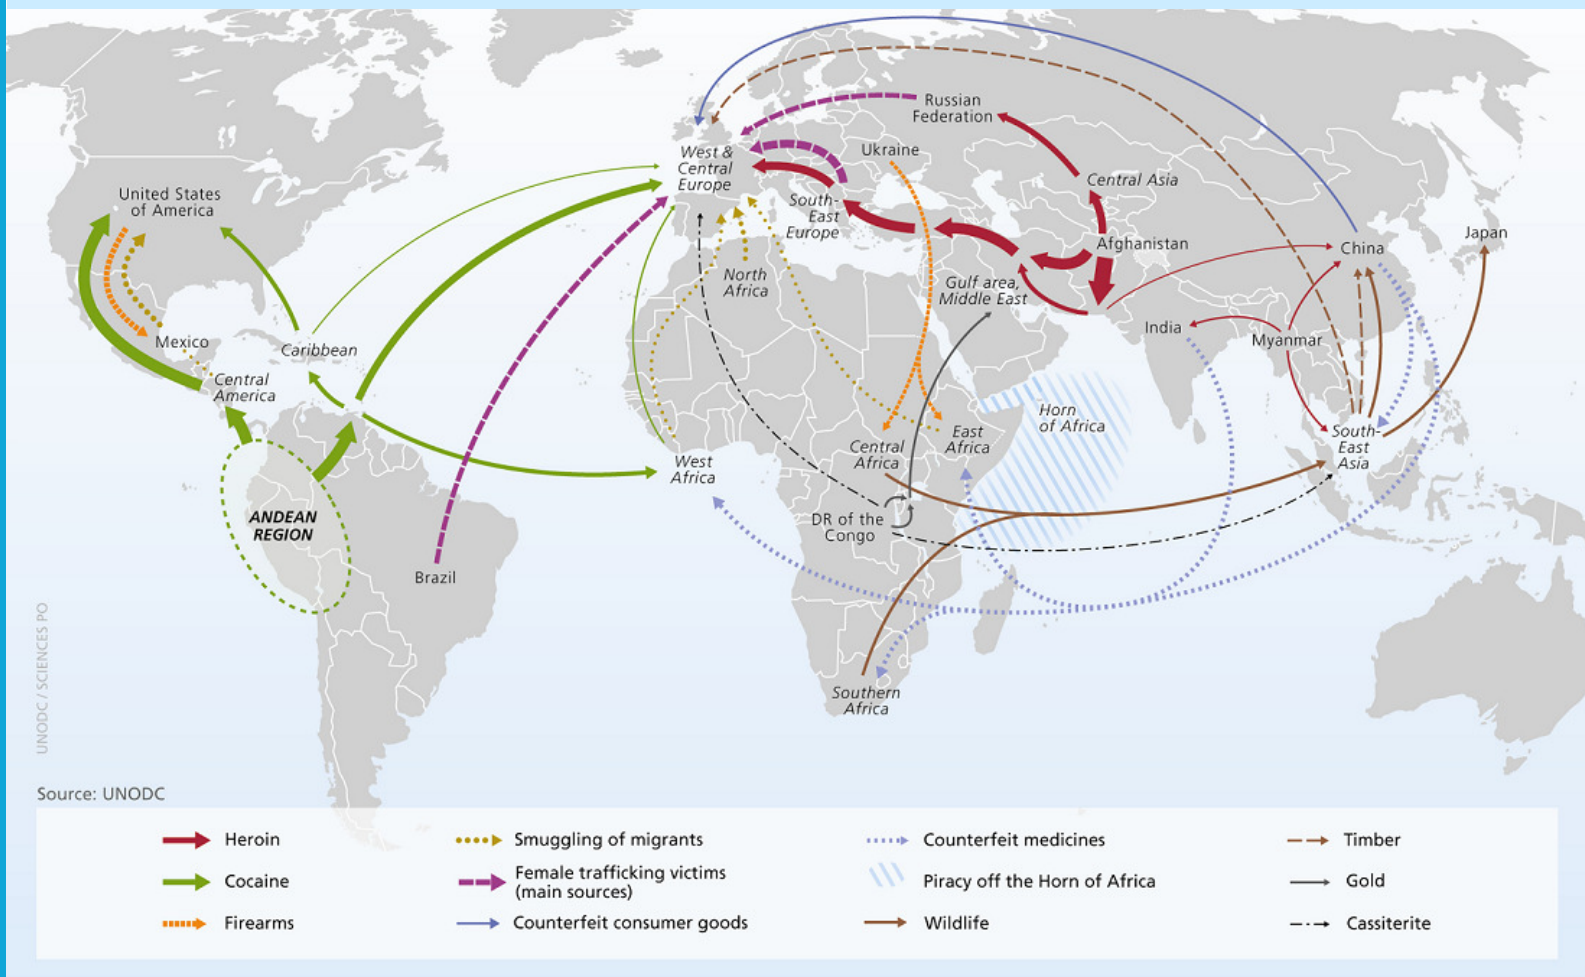 Russian
Federation
Ukraine
West &
Central
Europe
Central Asia
United States
of America
South-
East
Europe
Afghanistan
Japan
China
North
Africa
Gulf area,
Middle East
India
Mexico
Caribbean
Myanmar
Central
America
Horn
of Africa
East
Africa
Central
Africa
South-
East
Asia
West
Africa
ANDEAN
REGION
DR of the
Congo
Brazil
Southern
Africa
UNODC / SCIENCES PO
Source: UNODC
Heroin
Cocaine
Firearms
Smuggling of migrants
Female trafficking victims
(main sources)
Counterfeit consumer goods
Counterfeit medicines
Piracy off the Horn of Africa
Wildlife
Timber
Gold
Cassiterite